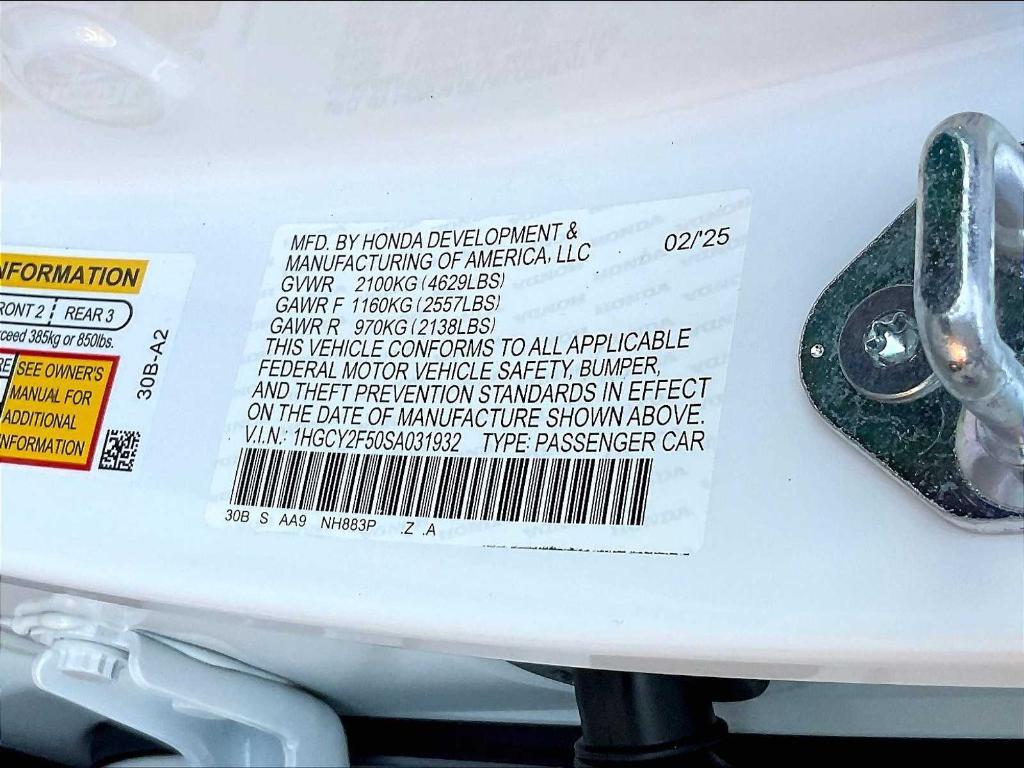 NFORMATION
RONT 2 REAR 3
ceed 385kg or 850lbs.
RE
SEE OWNER'S
MANUAL FOR
ADDITIONAL
INFORMATION
30B-A2
MFD. BY HONDA DEVELOPMENT &
MANUFACTURING OF AMERICA, LLC
02/'25
GVWR 2100KG (4629LBS)
GAWR F 1160KG (2557LBS)
GAWR R 970KG (2138LBS)
THIS VEHICLE CONFORMS TO ALL APPLICABLE
FEDERAL MOTOR VEHICLE SAFETY, BUMPER,
AND THEFT PREVENTION STANDARDS IN EFFECT
ON THE DATE OF MANUFACTURE SHOWN ABOVE.
V.I.N.: 1HGCY2F50SA031932 TYPE: PASSENGER CAR
30B S AA9 NH883P .Z .A